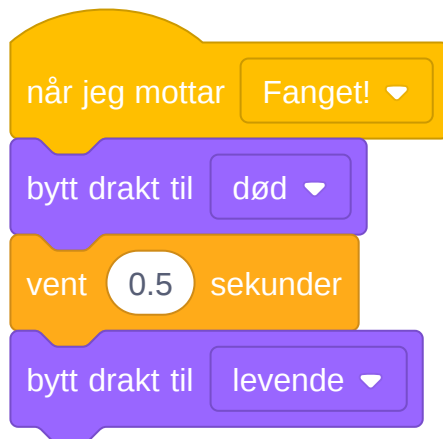 når jeg mottar Fanget!
bytt drakt til død
vent 0.5 sekunder
bytt drakt til levende